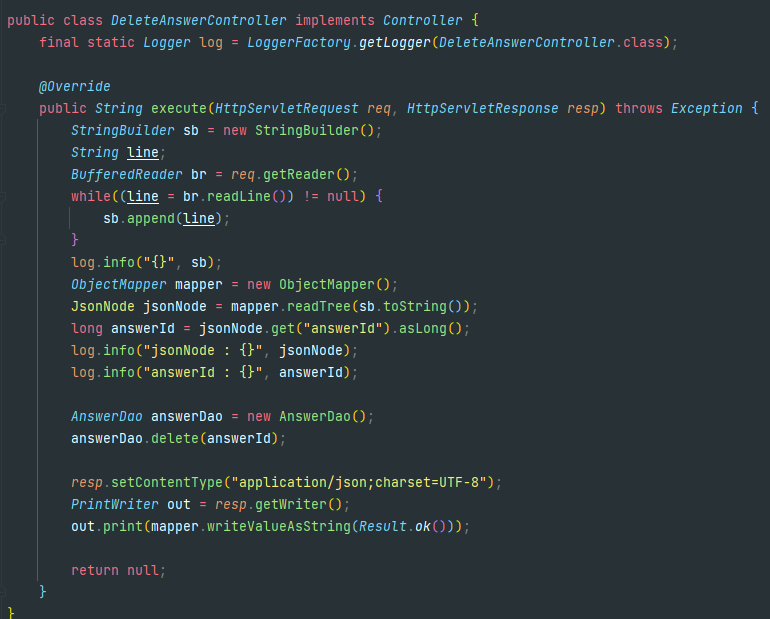 public class DeleteAnswerController implements Controller {
    final static Logger log = LoggerFactory.getLogger(DeleteAnswerController.class);

    @Override
    public String execute(HttpServletRequest req, HttpServletResponse resp) throws Exception {
        StringBuilder sb = new StringBuilder();
        String line;
        BufferedReader br = req.getReader();
        while((line = br.readLine()) != null) {
            sb.append(line);
        }
        log.info("{}", sb);
        ObjectMapper mapper = new ObjectMapper();
        JsonNode jsonNode = mapper.readTree(sb.toString());
        long answerId = jsonNode.get("answerId").asLong();
        log.info("jsonNode : {}", jsonNode);
        log.info("answerId : {}", answerId);

        AnswerDao answerDao = new AnswerDao();
        answerDao.delete(answerId);

        resp.setContentType("application/json;charset=UTF-8");
        PrintWriter out = resp.getWriter();
        out.print(mapper.writeValueAsString(Result.ok()));

        return null;
    }
}